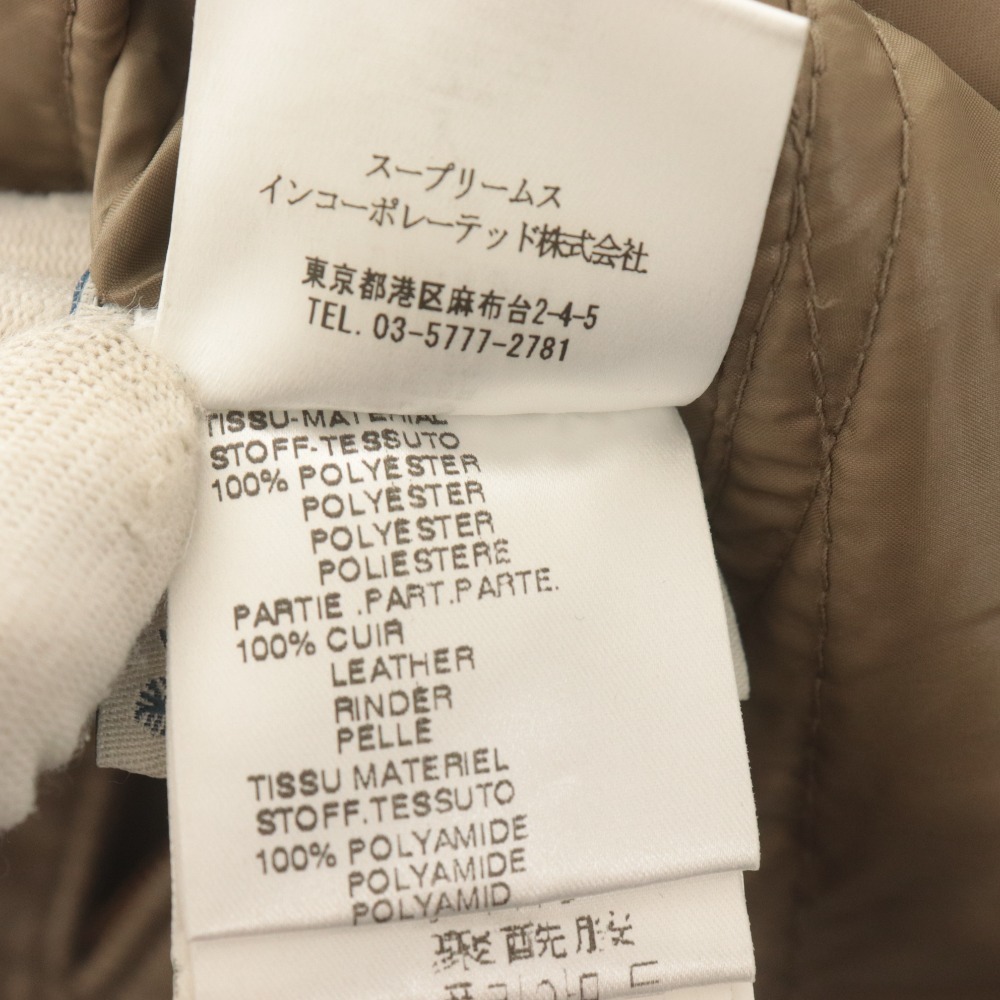 スープリームス
インコーポレーテッド株式会社
東京都港区麻布台2-4-5
TEL. 03-5777-2781
TISSU-MATERIAL
STOFF-TESSUTO
100% POLYESTER
POLYESTER
POLYESTER
POLIESTERE
PARTIE .PART.PARTE.
100% CUIR
LEATHER
RINDER
PELLE
TISSU MATERIEL
STOFF.TESSUTO
100% POLYAMIDE
POLYAMIDE
POLYAMID